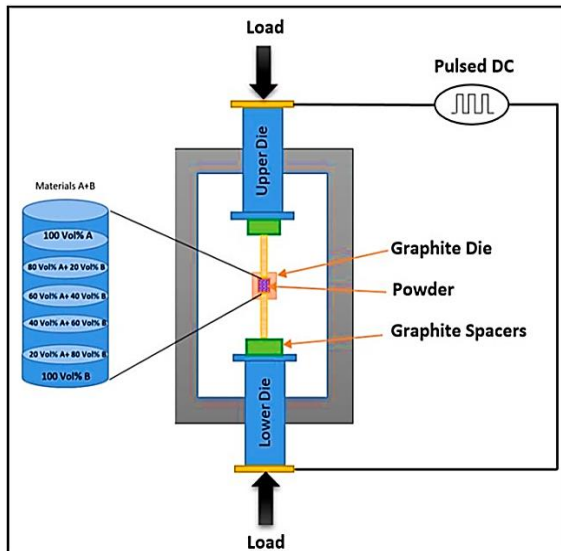 Load
Pulsed DC
Upper Die
Materials A+B
100 Vol% A
80 Vol% A+ 20 Vol% B
60 Vol% A+ 40 Vol% B
40 Vol% A+ 60 Vol% B
20 Vol% A+ 80 Vol% B
100 Vol% B
Graphite Die
Powder
Graphite Spacers
Lower Die
Load